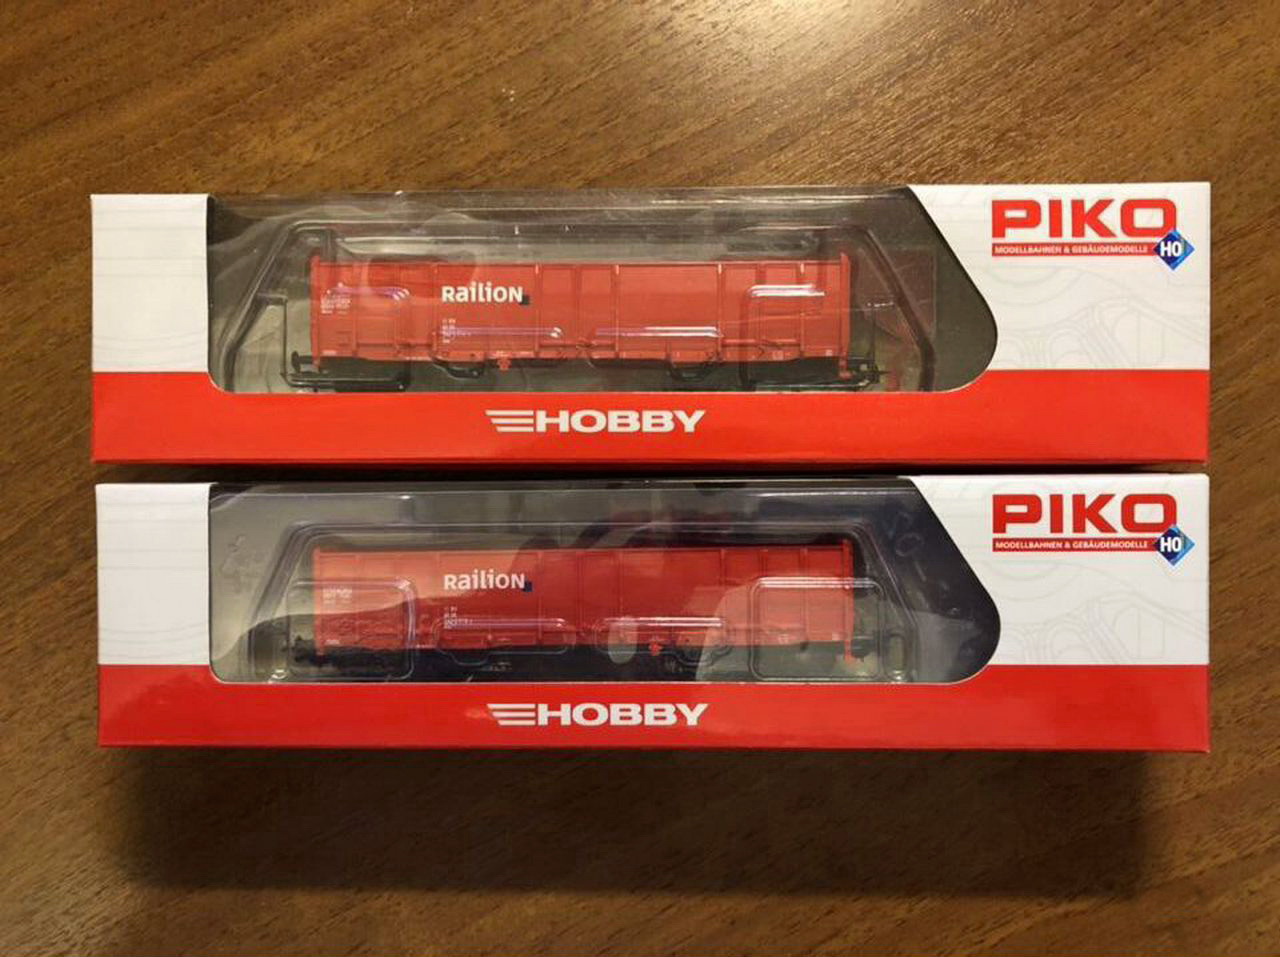 PIKO
MODELLBAHNEN & GEBÄUDEMODELLE
H0
RaiLiON
HOBBY
PIKO
MODELLBAHNEN & GEBÄUDEMODELLE
H0
RaiLiON
HOBBY